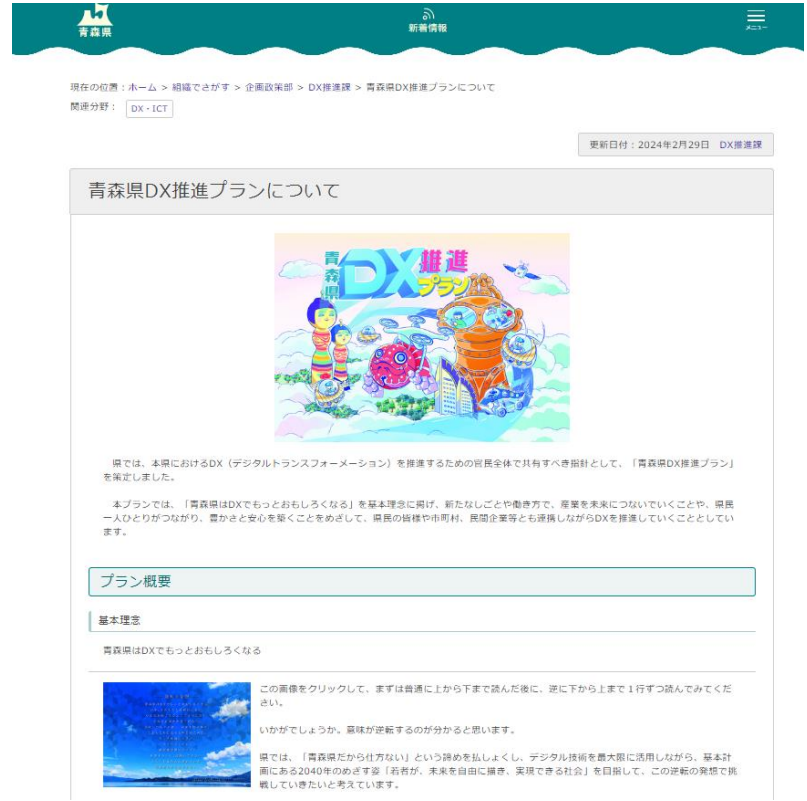 青森県
新着情報
メニュー
現在の位置：ホーム > 組織でさがす > 企画政策部 > DX推進課 > 青森県DX推進プランについて
関連分野： DX・ICT
更新日付：2024年2月29日 DX推進課
青森県DX推進プランについて
青森県
DX推進
プラン
県では、本県におけるDX（デジタルトランスフォーメーション）を推進するための官民全体で共有すべき指針として、「青森県DX推進プラン」
を策定しました。
本プランでは、「青森県はDXでもっとおもしろくなる」を基本理念に掲げ、新たなしごとや働き方で、産業を未来につないでいくことや、県民
一人ひとりがつながり、豊かさと安心を築くことをめざして、県民の皆様や市町村、民間企業等とも連携しながらDXを推進していくこととしてい
ます。
プラン概要
基本理念
青森県はDXでもっとおもしろくなる
この画像をクリックして、まずは普通に上から下まで読んだ後に、逆に下から上まで１行ずつ読んでみてくだ
さい。
いかがでしょうか。意味が逆転するのが分かると思います。
県では、「青森県だから仕方ない」という諦めを払しょくし、デジタル技術を最大限に活用しながら、基本計
画にある2040年のめざす姿「若者が、未来を自由に描き、実現できる社会」を目指して、この逆転の発想で挑
戦していきたいと考えています。